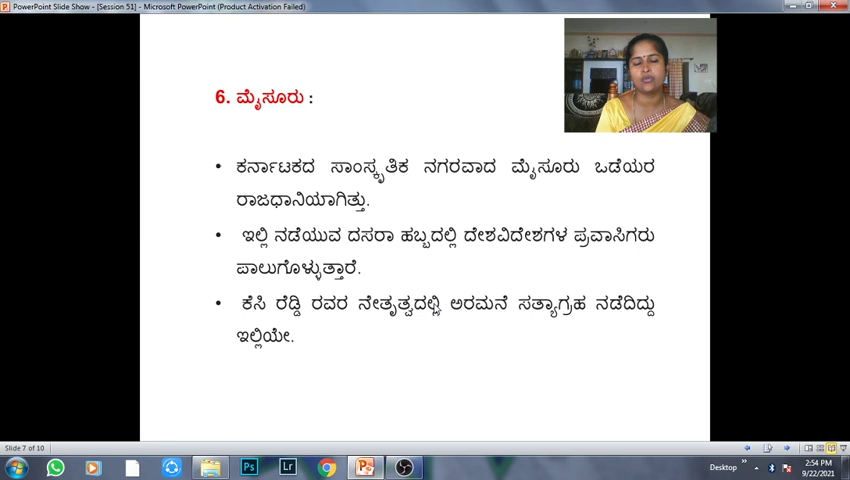 PowerPoint Slide Show - [Session 51] - Microsoft PowerPoint (Product Activation Failed)
6. ಮೈಸೂರು :
• ಕರ್ನಾಟಕದ ಸಾಂಸ್ಕೃತಿಕ ನಗರವಾದ ಮೈಸೂರು ಒಡೆಯರ
ರಾಜಧಾನಿಯಾಗಿತ್ತು.
• ಇಲ್ಲಿ ನಡೆಯುವ ದಸರಾ ಹಬ್ಬದಲ್ಲಿ ದೇಶವಿದೇಶಗಳ ಪ್ರವಾಸಿಗರು
ಪಾಲುಗೊಳ್ಳುತ್ತಾರೆ.
• ಕೆಸಿ ರೆಡ್ಡಿ ರವರ ನೇತೃತ್ವದಲ್ಲಿ ಅರಮನೆ ಸತ್ಯಾಗ್ರಹ ನಡೆದಿದ್ದು
ಇಲ್ಲಿಯೇ.
Slide 7 of 10
Ps
Lr
Desktop
2:54 PM
9/22/2021